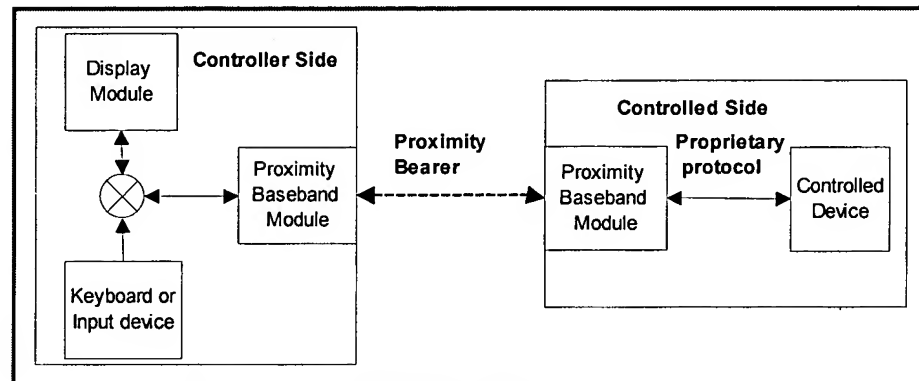 Display
Module
Controller Side
Proximity
Baseband
Module
Keyboard or
Input device
Proximity
Bearer
Controlled Side
Proximity
Baseband
Module
Proprietary
protocol
Controlled
Device